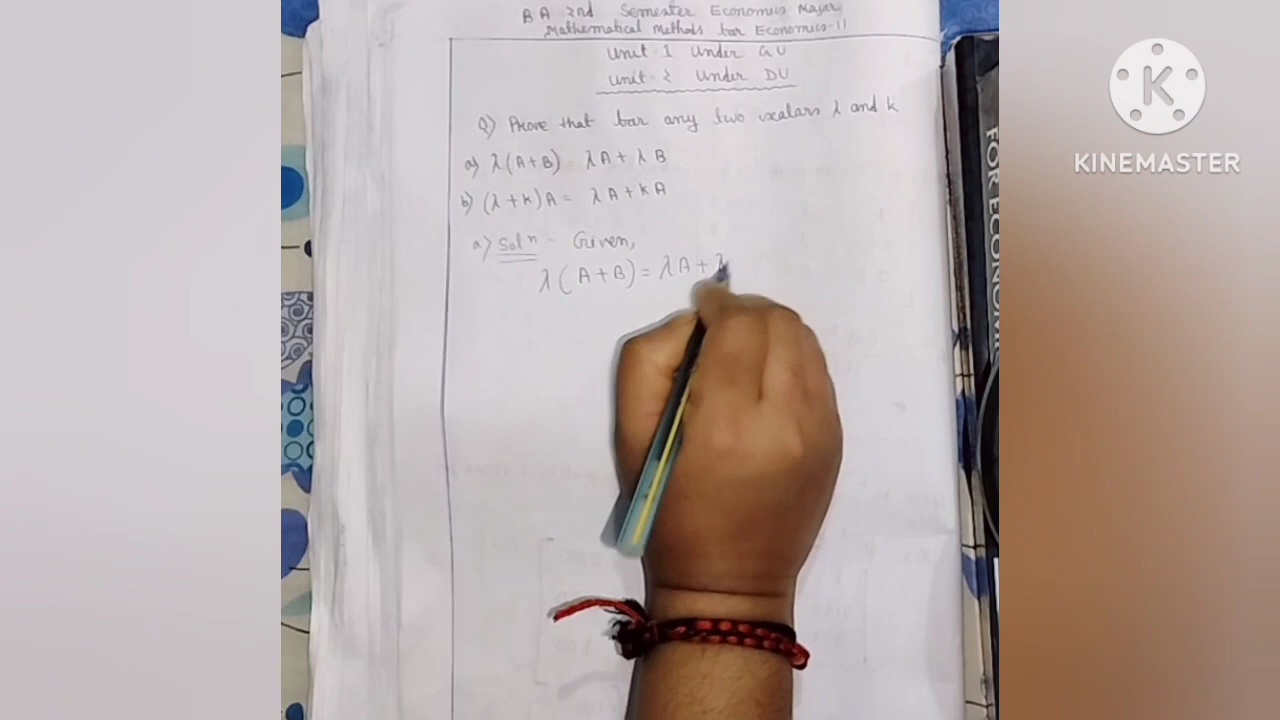 B A 2nd Semester Economics Major
Mathematical Methods for Economics-II
Unit-1 Under GU
Unit-2 Under DU
Q) Prove that for any two scalars λ and k
a) λ(A+B) λA + λB
b) (λ+k)A = λA + kA
a) Solⁿ - Given,
λ(A+B) = λA + λ
KINEMASTER
FOR ECONOMIC